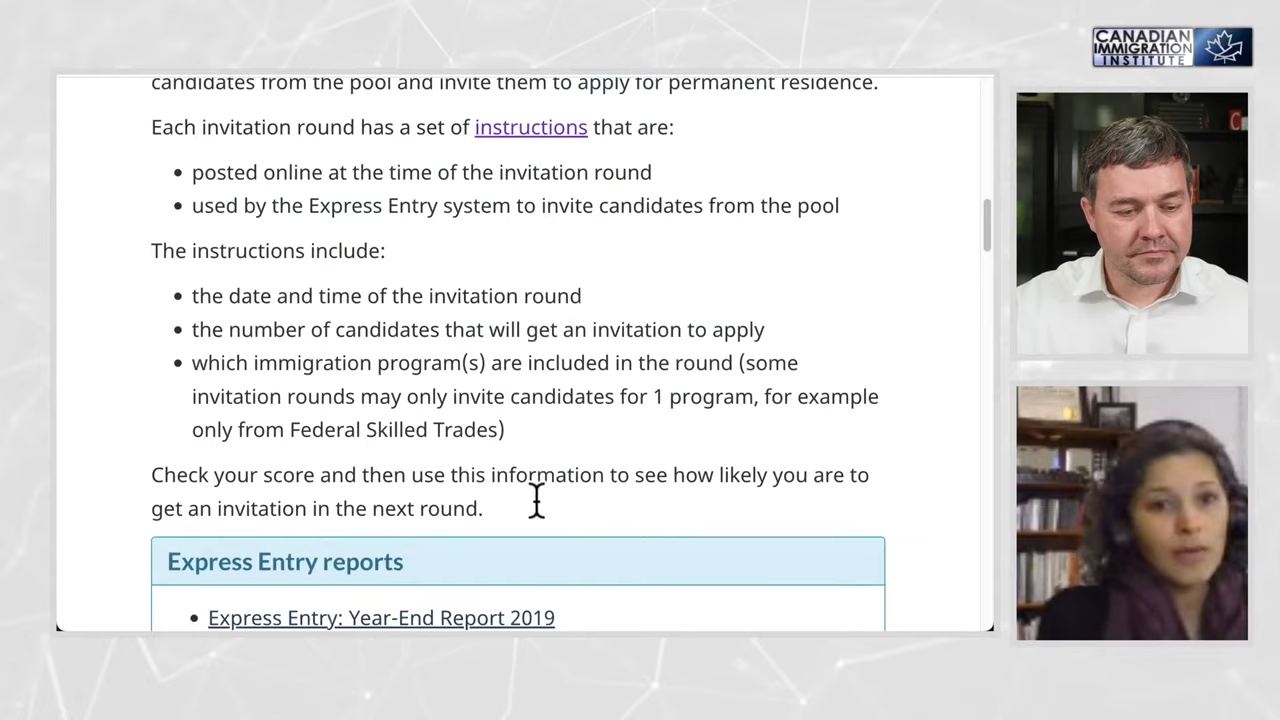 CANADIAN
IMMIGRATION
INSTITUTE
candidates from the pool and invite them to apply for permanent residence.
Each invitation round has a set of instructions that are:
• posted online at the time of the invitation round
• used by the Express Entry system to invite candidates from the pool
The instructions include:
• the date and time of the invitation round
• the number of candidates that will get an invitation to apply
• which immigration program(s) are included in the round (some
invitation rounds may only invite candidates for 1 program, for example
only from Federal Skilled Trades)
Check your score and then use this information to see how likely you are to
get an invitation in the next round.
Express Entry reports
• Express Entry: Year-End Report 2019